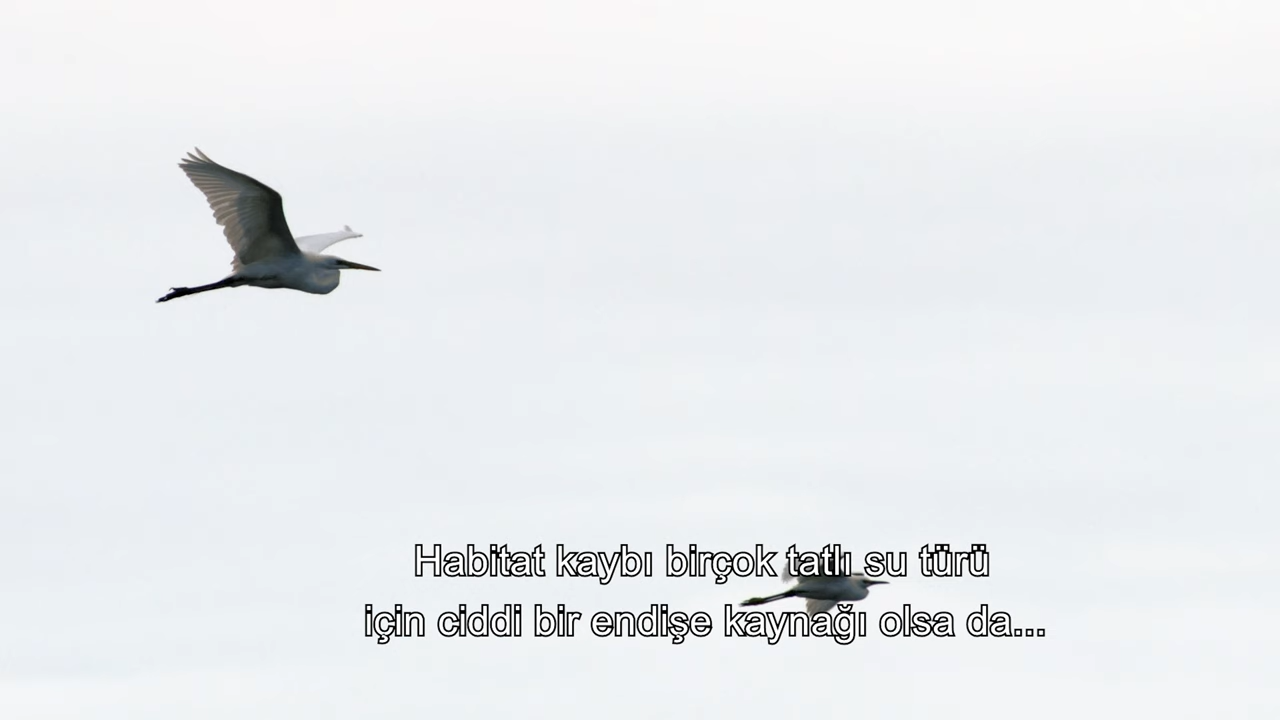 Habitat kaybı birçok tatlı su türü
için ciddi bir endişe kaynağı olsa da...